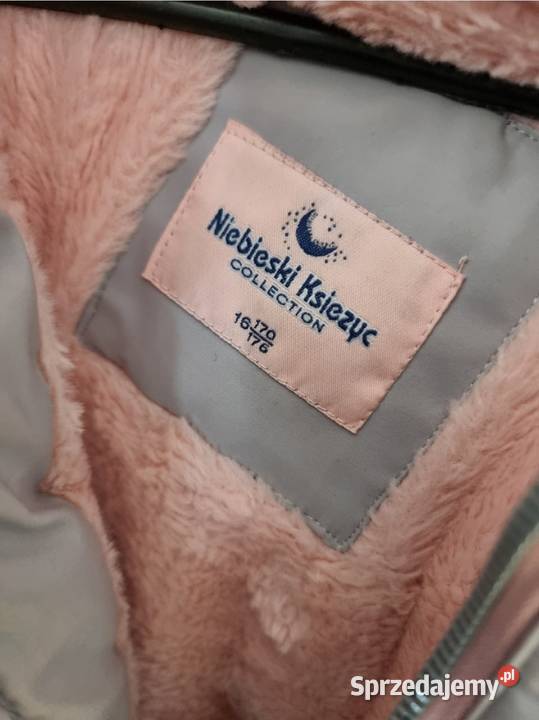 Niebieski Ksiezyc
COLLECTION
16 170
176
Sprzedajemy.pl